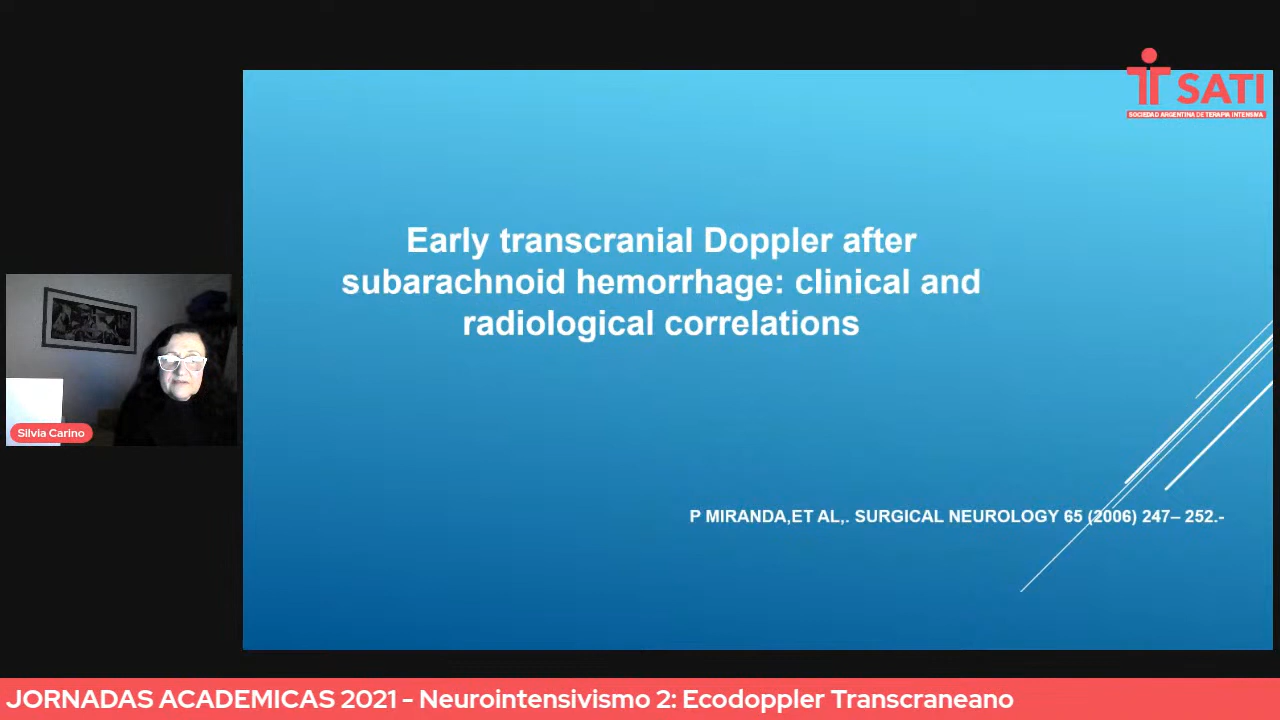 SATI
SOCIEDAD ARGENTINA DE TERAPIA INTENSIVA
Early transcranial Doppler after
subarachnoid hemorrhage: clinical and
radiological correlations
Silvia Carino
P MIRANDA,ET AL,. SURGICAL NEUROLOGY 65 (2006) 247– 252.-
JORNADAS ACADEMICAS 2021 - Neurointensivismo 2: Ecodoppler Transcraneano